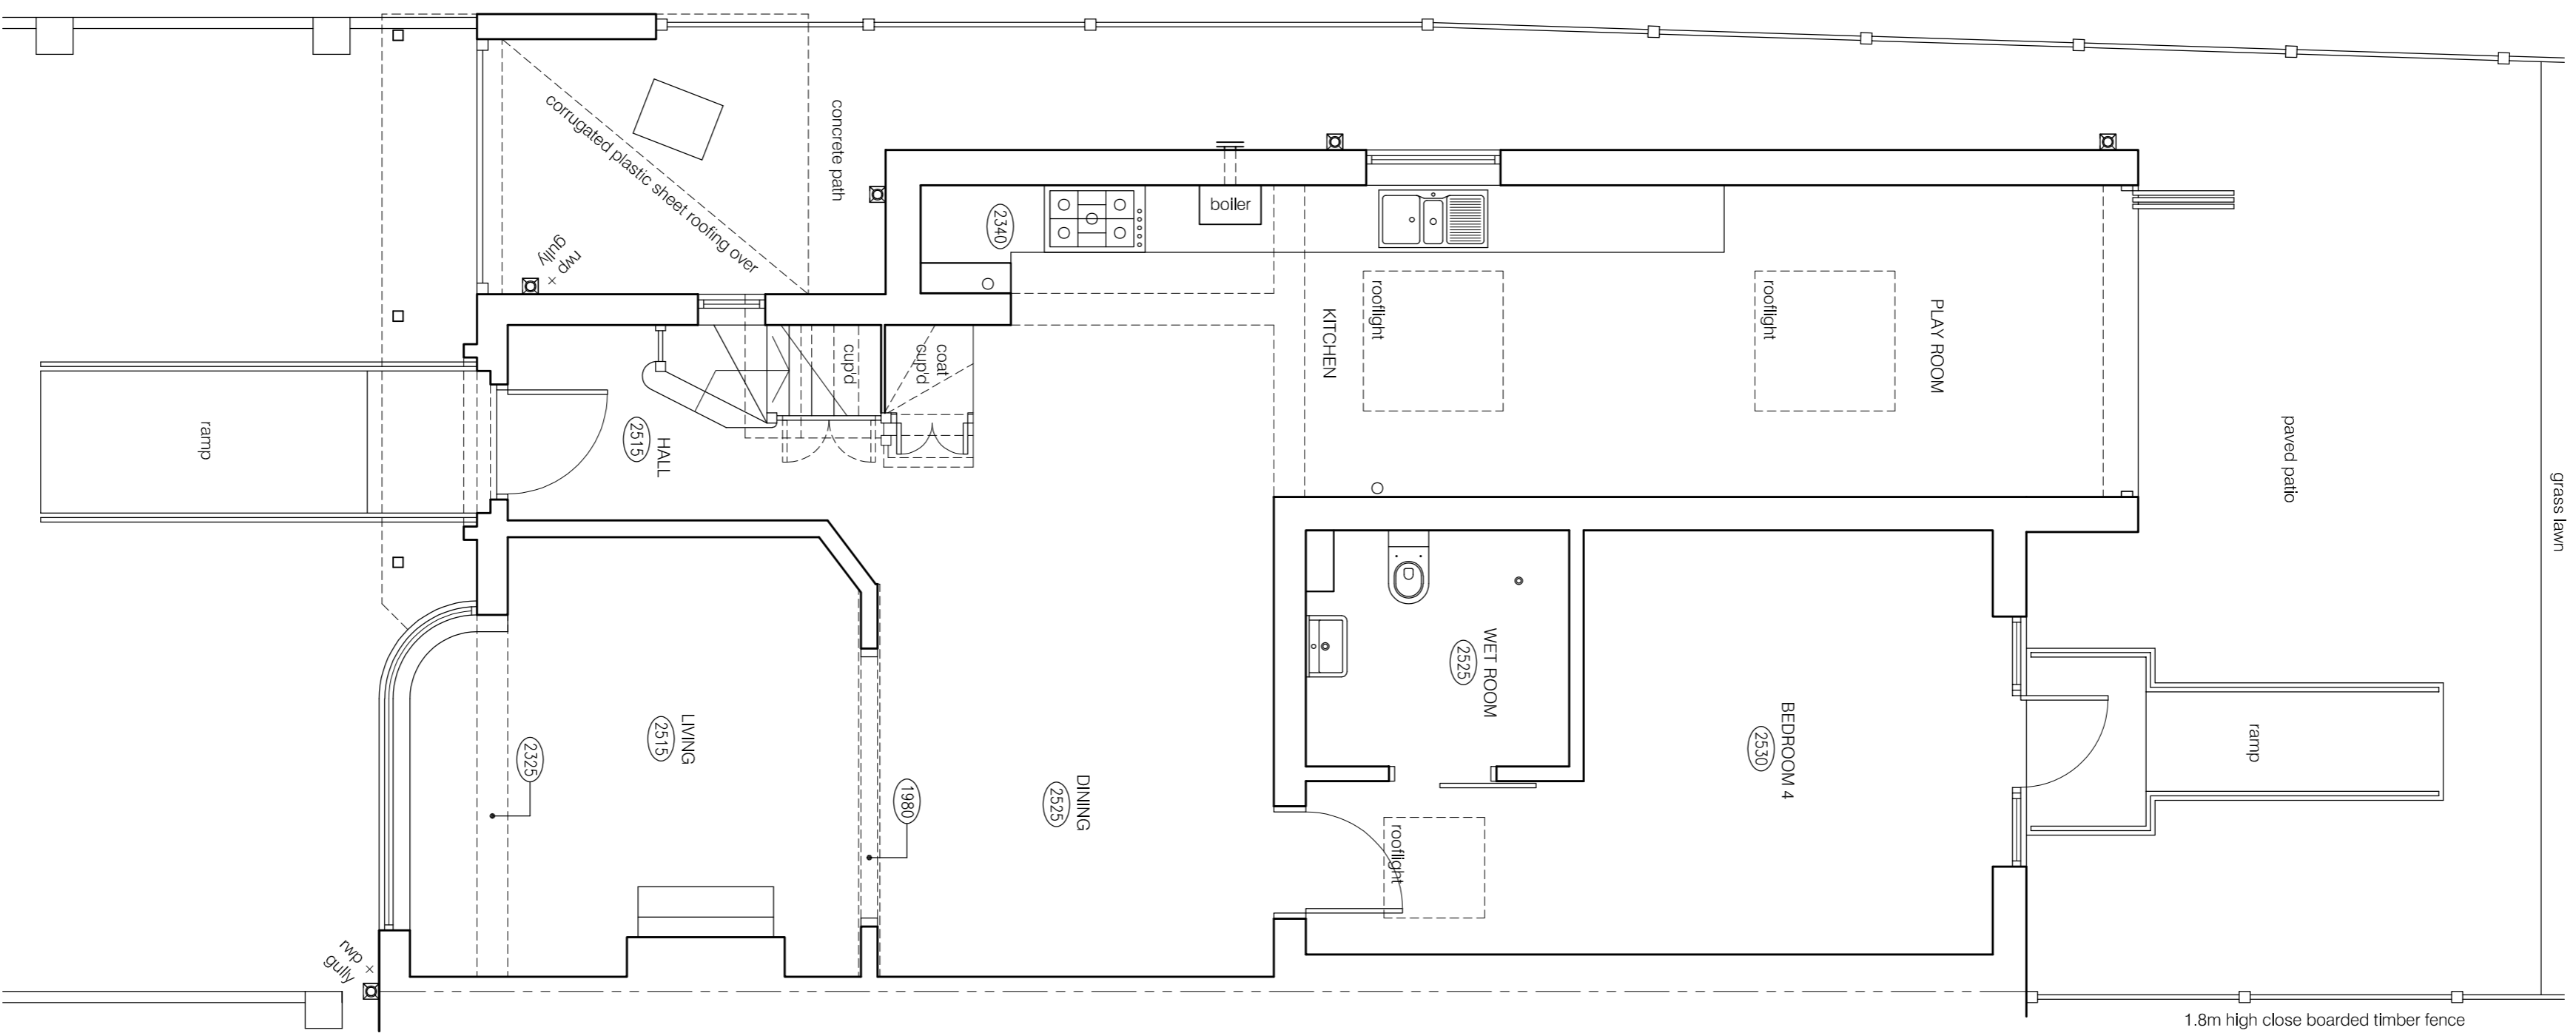 concrete path
corrugated plastic sheet roofing over
rwp
gully
boiler
2340
cup'd
coat
cup'd
KITCHEN
rooflight
rooflight
PLAY ROOM
paved patio
grass lawn
ramp
HALL
2515
WET ROOM
2525
BEDROOM 4
2530
ramp
LIVING
2515
2325
1980
DINING
2525
rooflight
rwp
gully
1.8m high close boarded timber fence